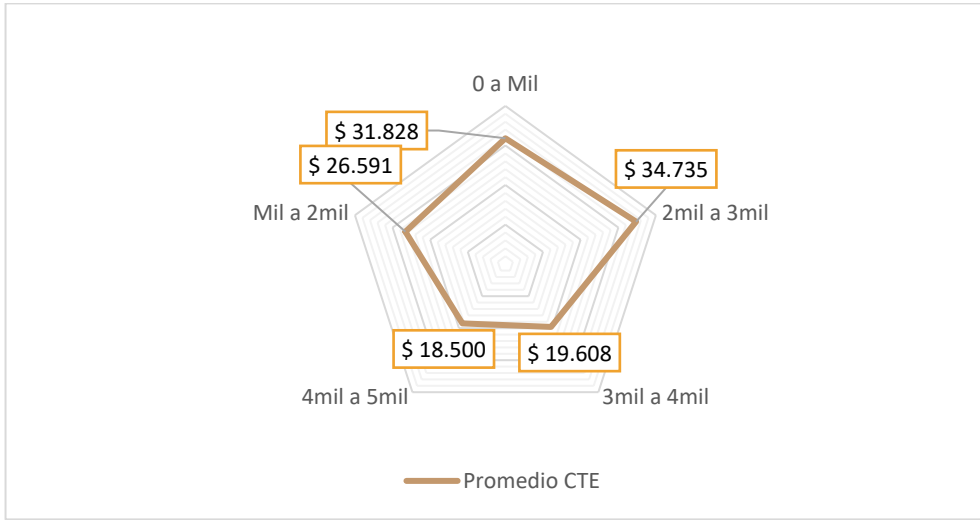 0 a Mil
$ 31.828
$ 26.591
$ 34.735
Mil a 2mil
2mil a 3mil
$ 18.500
$ 19.608
4mil a 5mil
3mil a 4mil
Promedio CTE